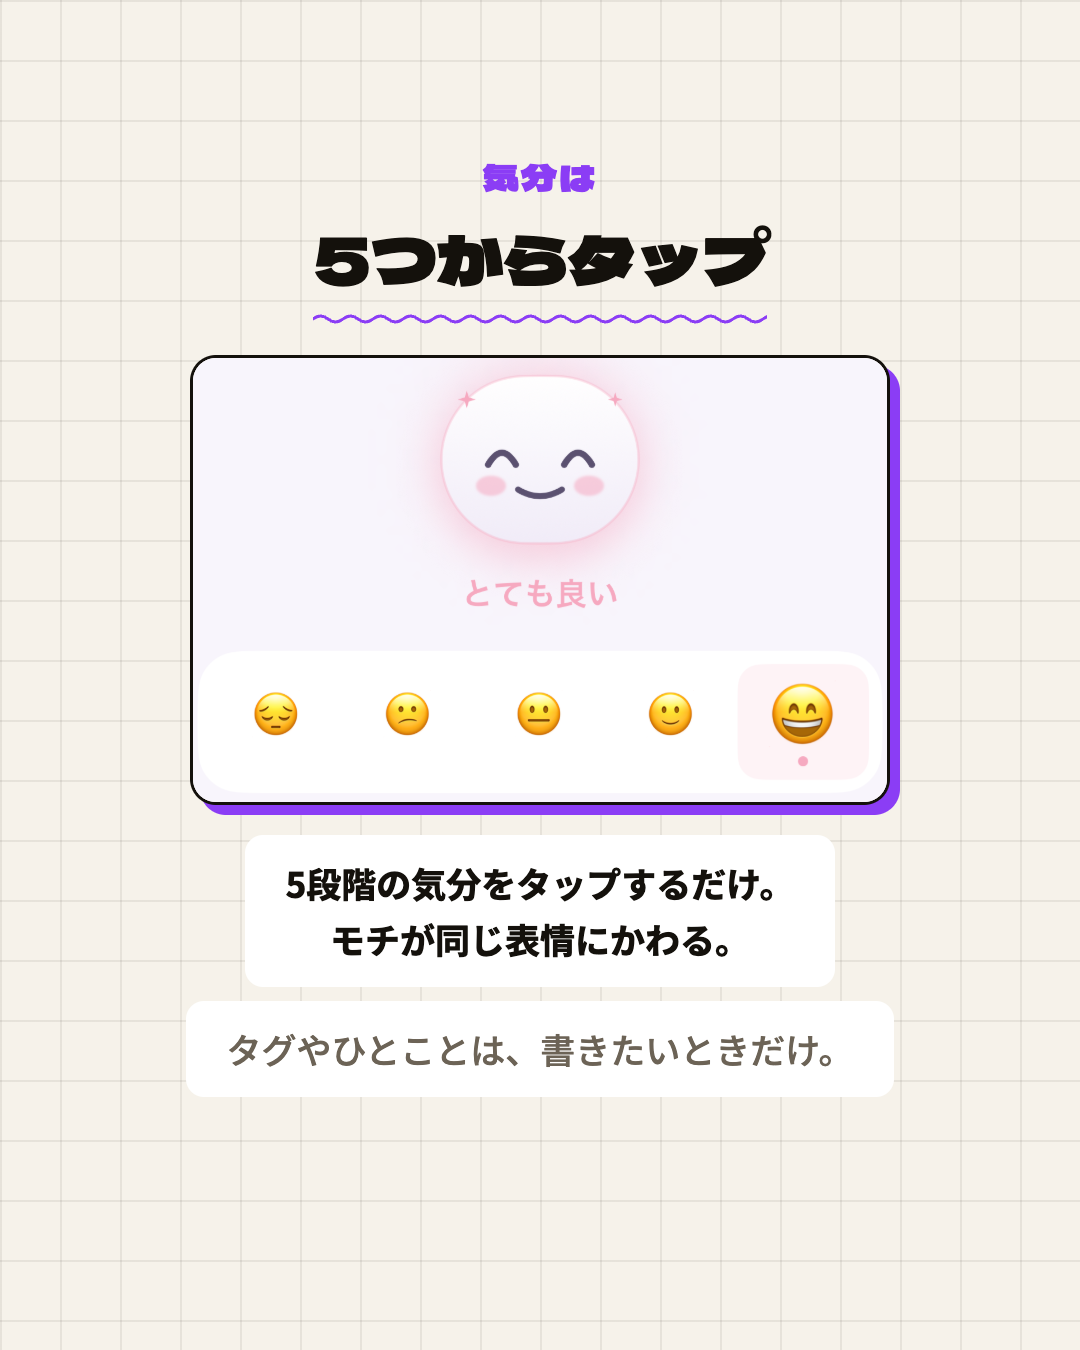 気分は
5つからタップ
とても良い
5段階の気分をタップするだけ。
モチが同じ表情にかわる。
タグやひとことは、書きたいときだけ。